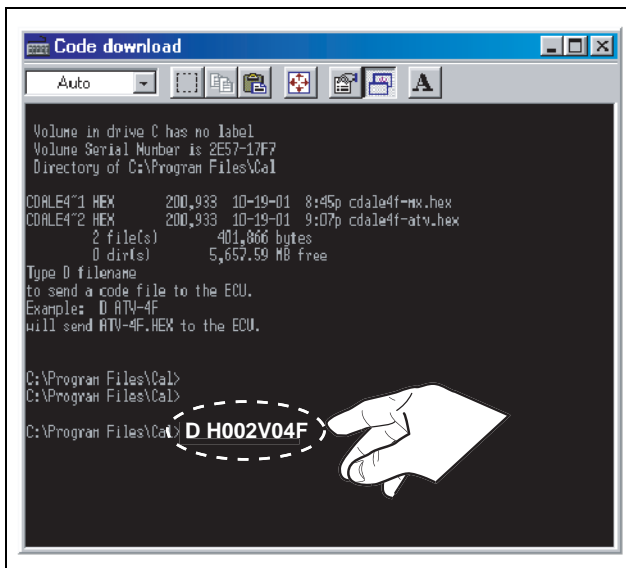 Code download
Auto
A
Volume in drive C has no label
Volume Serial Number is 2E57-17F7
Directory of C:\Program Files\Cal
CDALE4~1 HEX 200,933 10-19-01 8:45p cdale4f-mx.hex
CDALE4~2 HEX 200,933 10-19-01 9:07p cdale4f-atv.hex
2 file(s) 401,866 bytes
0 dir(s) 5,657.59 MB free
Type D filename
to send a code file to the ECU.
Example: D ATV-4F
will send ATV-4F.HEX to the ECU.
C:\Program Files\Cal>
C:\Program Files\Cal>
C:\Program Files\Cal> D H002V04F